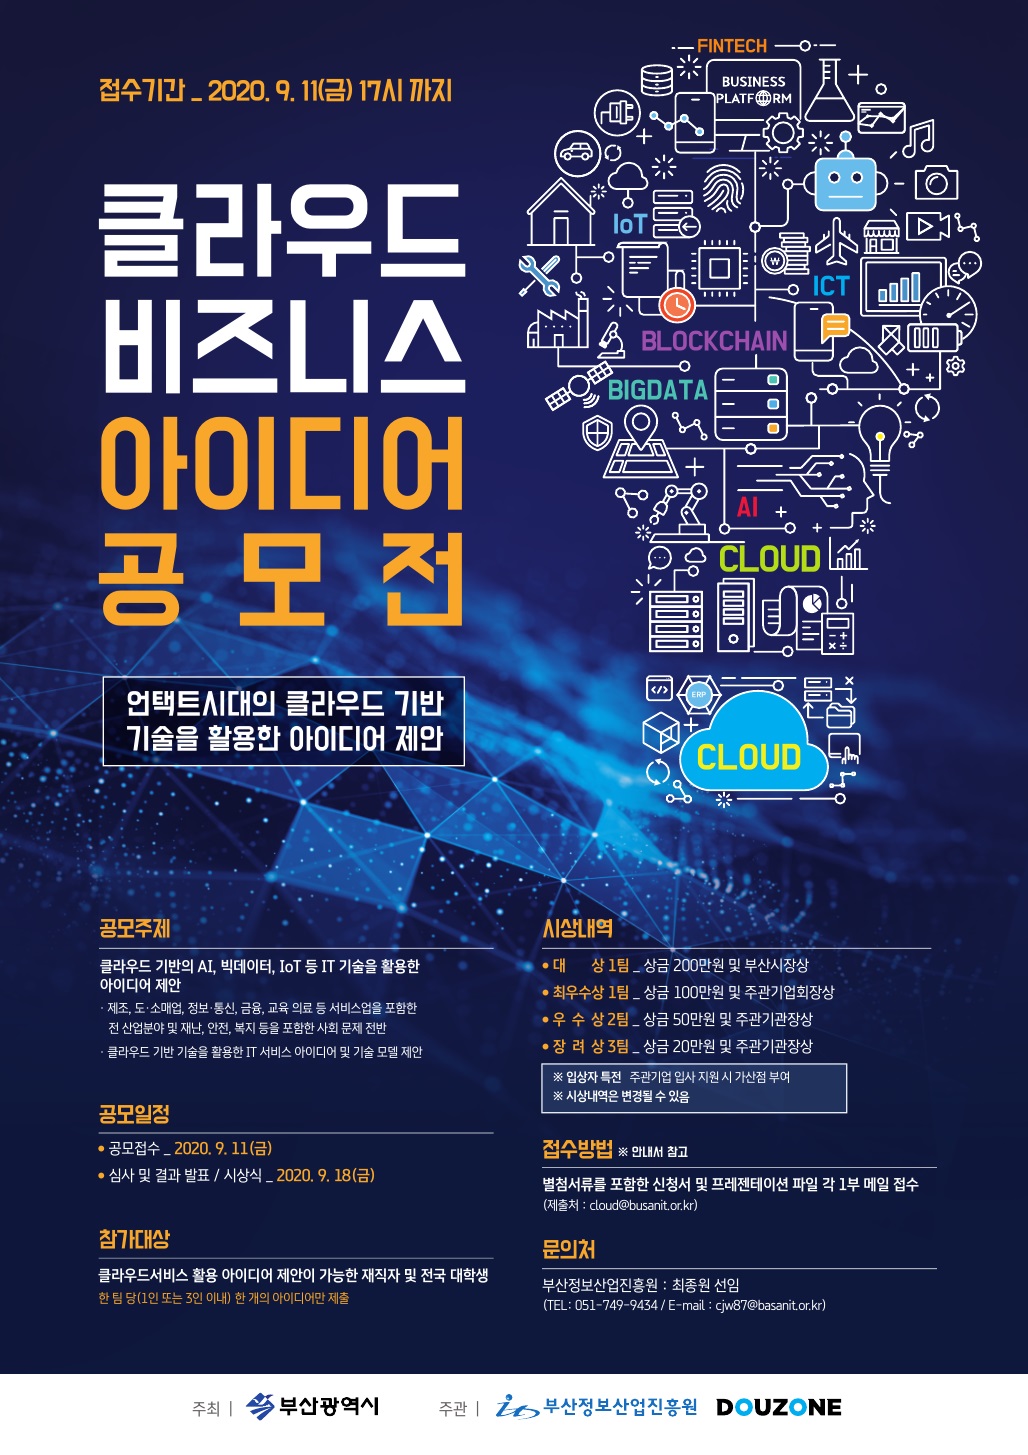 접수기간 _ 2020. 9. 11(금) 17시 까지
클라우드
비즈니스
아이디어
공 모 전
언택트시대의 클라우드 기반
기술을 활용한 아이디어 제안
FINTECH
BUSINESS
PLATFORM
IoT
ICT
BLOCKCHAIN
BIGDATA
AI
CLOUD
ERP
CLOUD
공모주제
클라우드 기반의 AI, 빅데이터, IoT 등 IT 기술을 활용한
아이디어 제안
· 제조, 도·소매업, 정보·통신, 금융, 교육 의료 등 서비스업을 포함한
전 산업분야 및 재난, 안전, 복지 등을 포함한 사회 문제 전반
· 클라우드 기반 기술을 활용한 IT 서비스 아이디어 및 기술 모델 제안
공모일정
• 공모접수 _ 2020. 9. 11(금)
• 심사 및 결과 발표 / 시상식 _ 2020. 9. 18(금)
참가대상
클라우드서비스 활용 아이디어 제안이 가능한 재직자 및 전국 대학생
한 팀 당(1인 또는 3인 이내) 한 개의 아이디어만 제출
시상내역
• 대 상 1팀 _ 상금 200만원 및 부산시장상
• 최우수상 1팀 _ 상금 100만원 및 주관기업회장상
• 우 수 상 2팀 _ 상금 50만원 및 주관기관장상
• 장 려 상 3팀 _ 상금 20만원 및 주관기관장상
※ 입상자 특전 주관기업 입사 지원 시 가산점 부여
※ 시상내역은 변경될 수 있음
접수방법 ※ 안내서 참고
별첨서류를 포함한 신청서 및 프레젠테이션 파일 각 1부 메일 접수
(제출처 : cloud@busanit.or.kr)
문의처
부산정보산업진흥원 : 최종원 선임
(TEL: 051-749-9434 / E-mail : cjw87@basanit.or.kr)
주최 | 부산광역시
주관 | 부산정보산업진흥원 DOUZONE